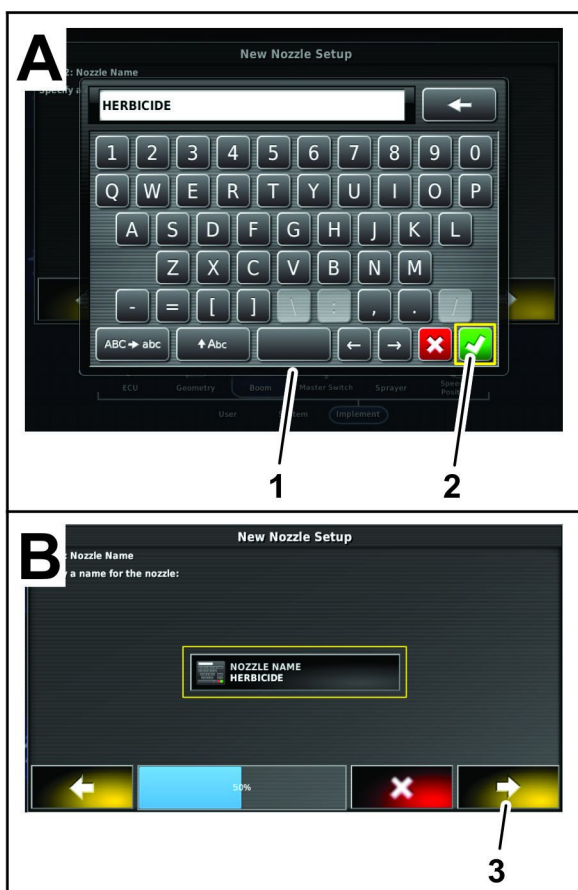 A
New Nozzle Setup
2: Nozzle Name
Specify a
HERBICIDE
1 2 3 4 5 6 7 8 9 0
Q W E R T Y U I O P
A S D F G H J K L
Z X C V B N M
- = [ ] \ : , . /
ABC → abc Abc ← →
ECU Geometry Boom Master Switch Sprayer
User System Implement
1 2
B
New Nozzle Setup
: Nozzle Name
a name for the nozzle:
NOZZLE NAME
HERBICIDE
50%
3